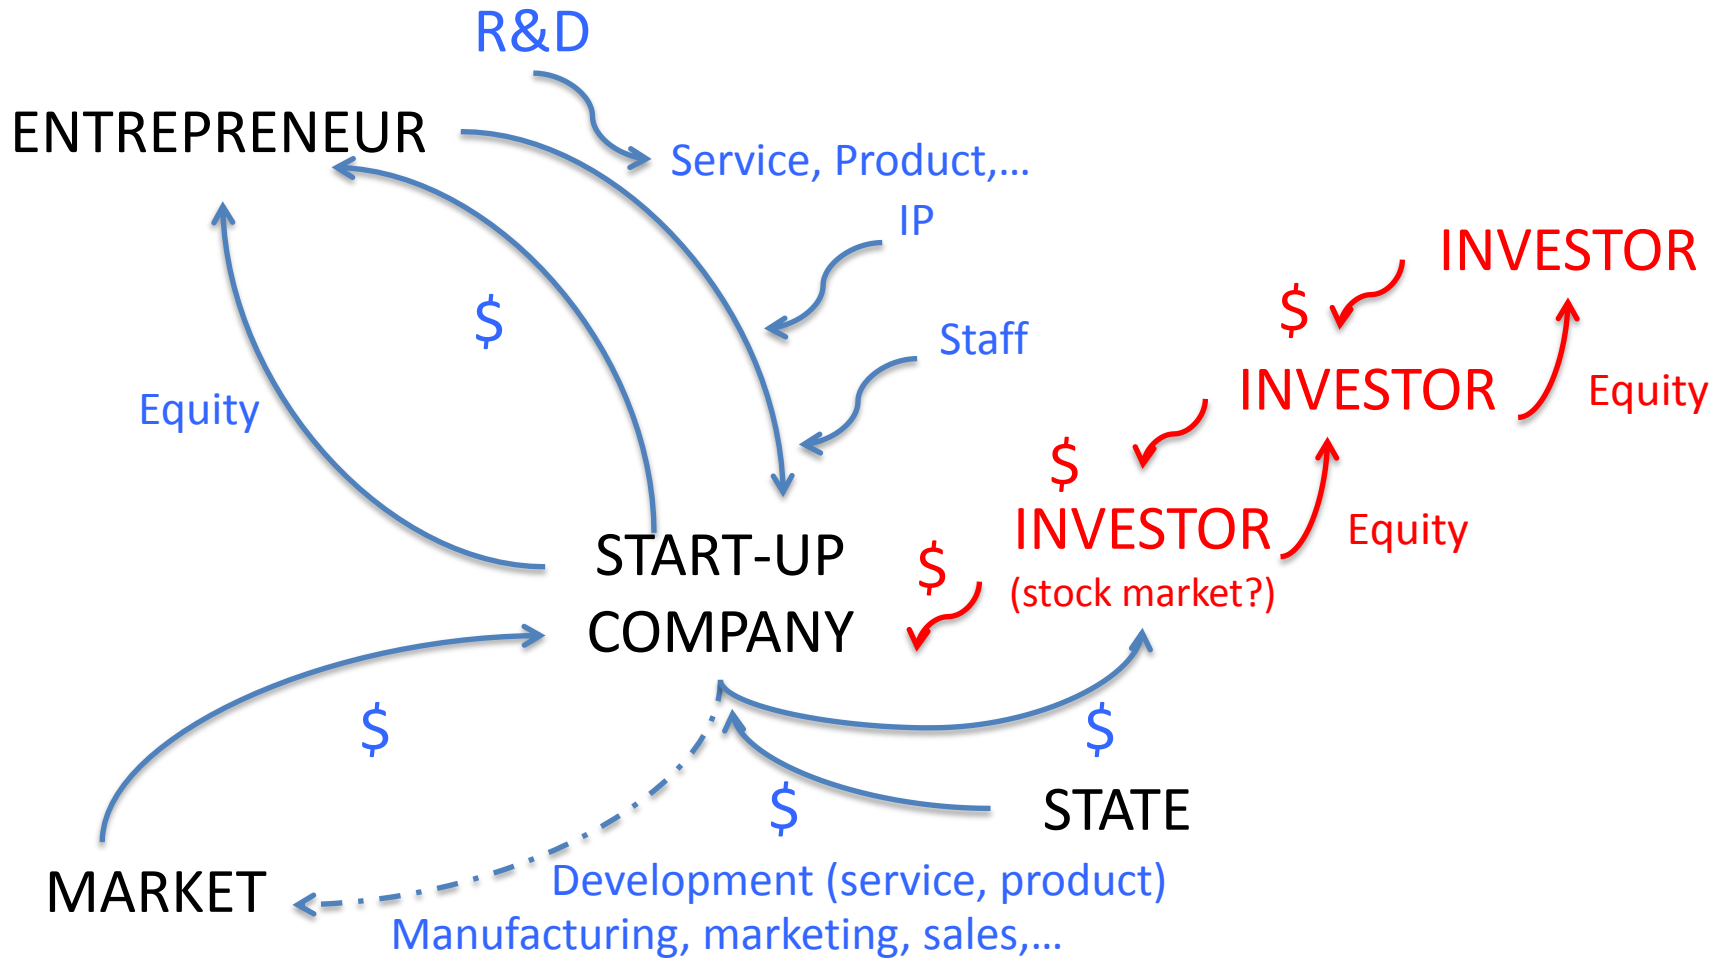 R&D
ENTREPRENEUR
Service, Product,...
IP
INVESTOR
$
$
Staff
INVESTOR
Equity
Equity
$
INVESTOR
Equity
START-UP
COMPANY
$
(stock market?)
$
$
$
STATE
MARKET
Development (service, product)
Manufacturing, marketing, sales,...